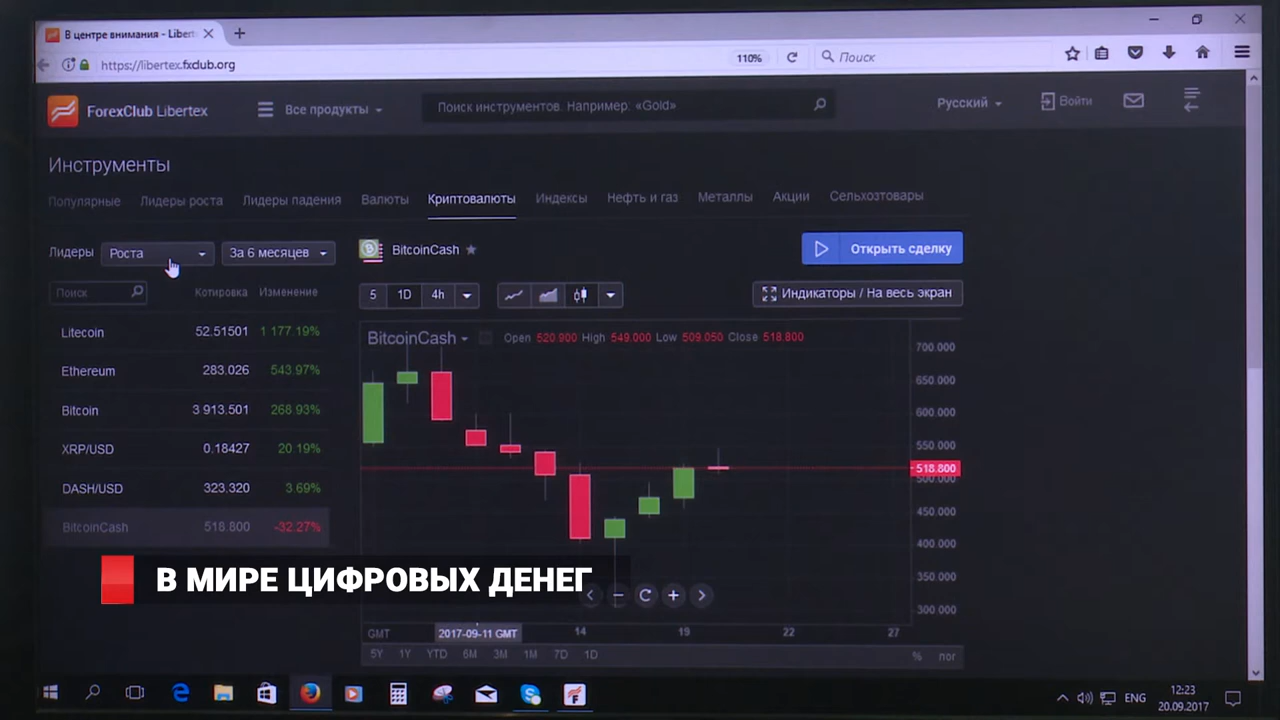 В центре внимания - Libert
https://libertex.fxclub.org
110%
Поиск
ForexClub Libertex
Все продукты
Поиск инструментов. Например: «Gold»
Русский
Войти
Инструменты
Популярные Лидеры роста Лидеры падения Валюты Криптовалюты Индексы Нефть и газ Металлы Акции Сельхозтовары
Лидеры Роста За 6 месяцев
BitcoinCash
Открыть сделку
Поиск Котировка Изменение
5 1D 4h
Индикаторы / На весь экран
Litecoin 52.51501 1 177.19%
Ethereum 283.026 543.97%
Bitcoin 3 913.501 268.93%
XRP/USD 0.18427 20.19%
DASH/USD 323.320 3.69%
BitcoinCash 518.800 -32.27%
BitcoinCash Open 520.900 High 549.000 Low 509.050 Close 518.800
700.000
650.000
600.000
550.000
518.800
500.000
450.000
400.000
350.000
300.000
В МИРЕ ЦИФРОВЫХ ДЕНЕГ
GMT 2017-09-11 GMT 14 19 22 27
5Y 1Y YTD 6M 3M 1M 7D 1D % лог
ENG
12:23
20.09.2017